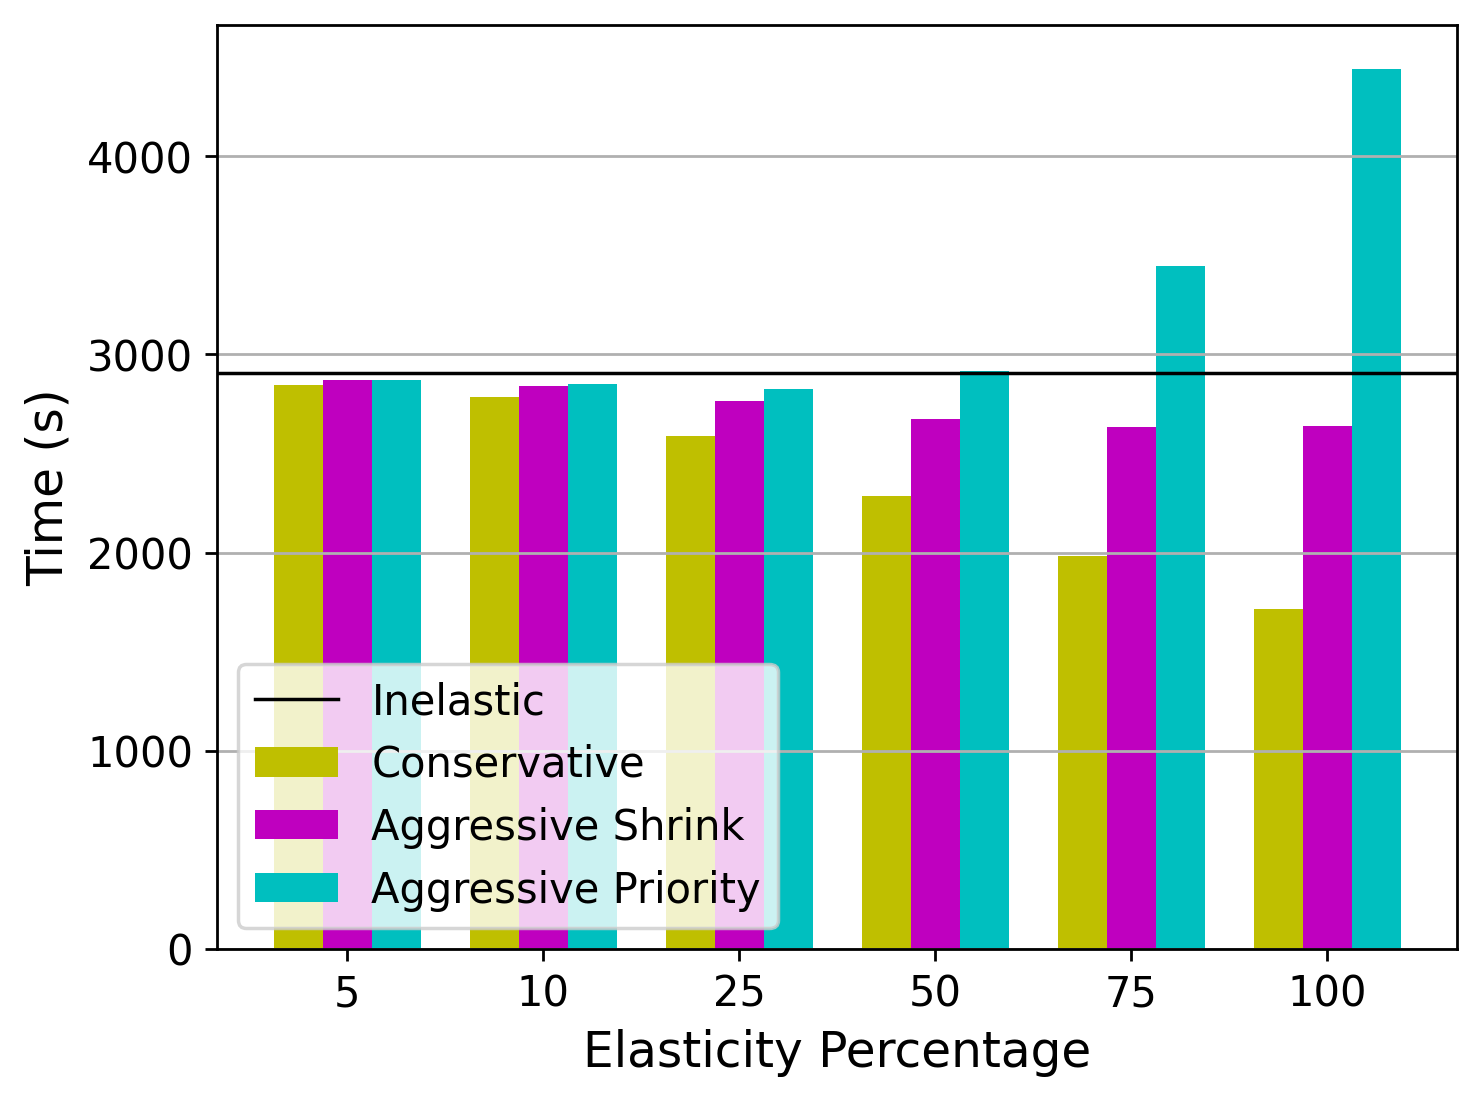 4000
3000
2000
1000
0
Time (s)
Inelastic
Conservative
Aggressive Shrink
Aggressive Priority
5 10 25 50 75 100
Elasticity Percentage